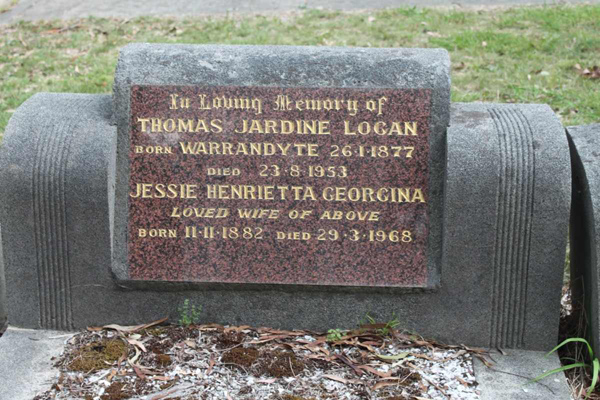 In Loving Memory of
THOMAS JARDINE LOGAN
BORN WARRANDYTE 26·1·1877
DIED 23·8·1953
JESSIE HENRIETTA GEORGINA
LOVED WIFE OF ABOVE
BORN 11·11·1882 DIED 29·3·1968